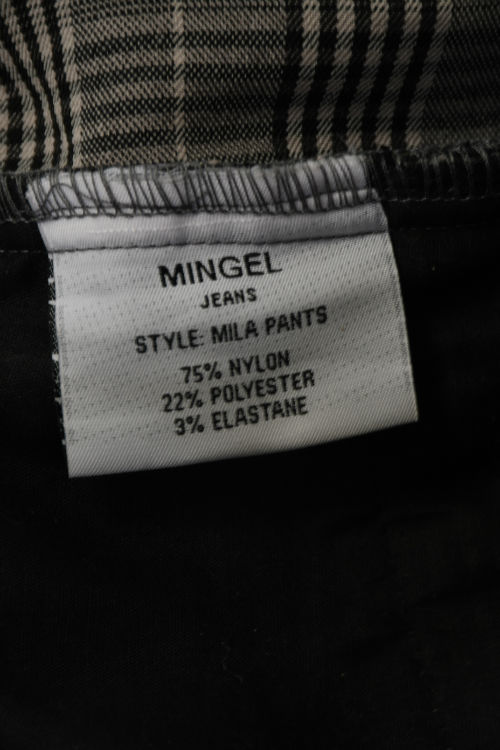 MINGEL
JEANS
STYLE: MILA PANTS
75% NYLON
22% POLYESTER
3% ELASTANE